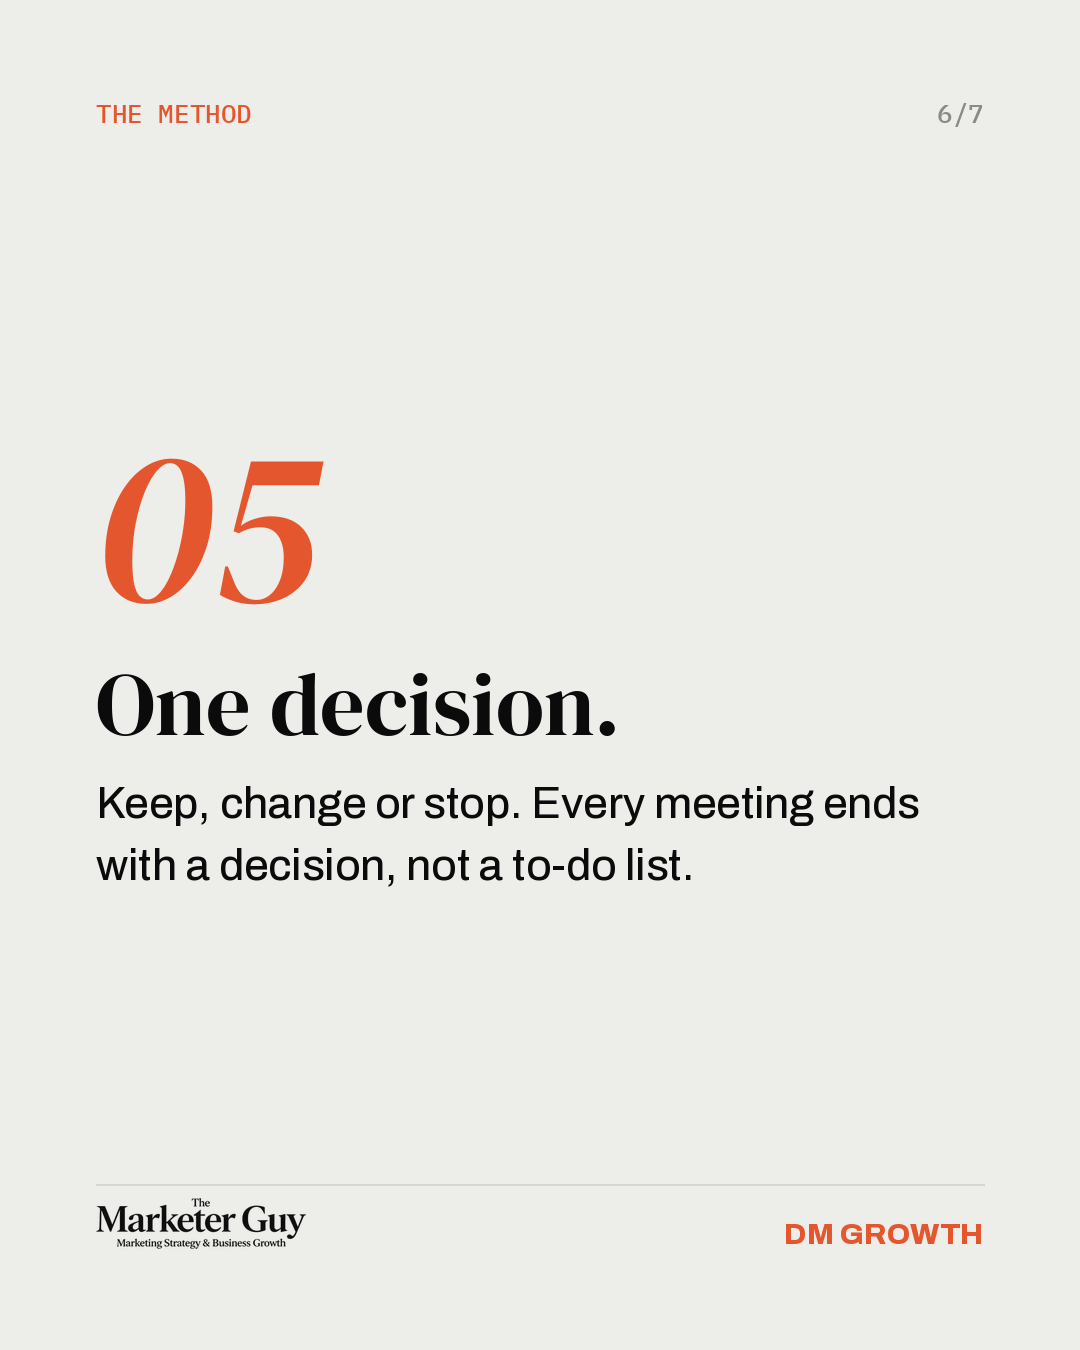 THE METHOD
6/7
05
One decision.
Keep, change or stop. Every meeting ends
with a decision, not a to-do list.
The
Marketer Guy
Marketing Strategy & Business Growth
DM GROWTH